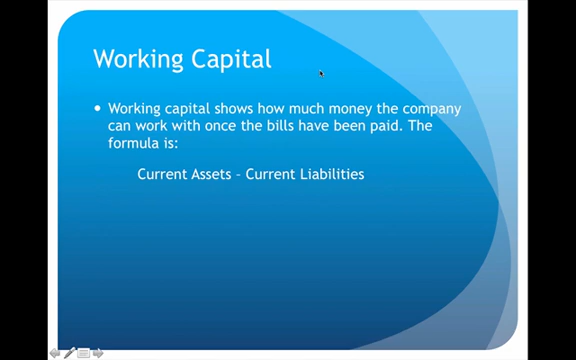 Working Capital
• Working capital shows how much money the company
can work with once the bills have been paid. The
formula is:
Current Assets – Current Liabilities